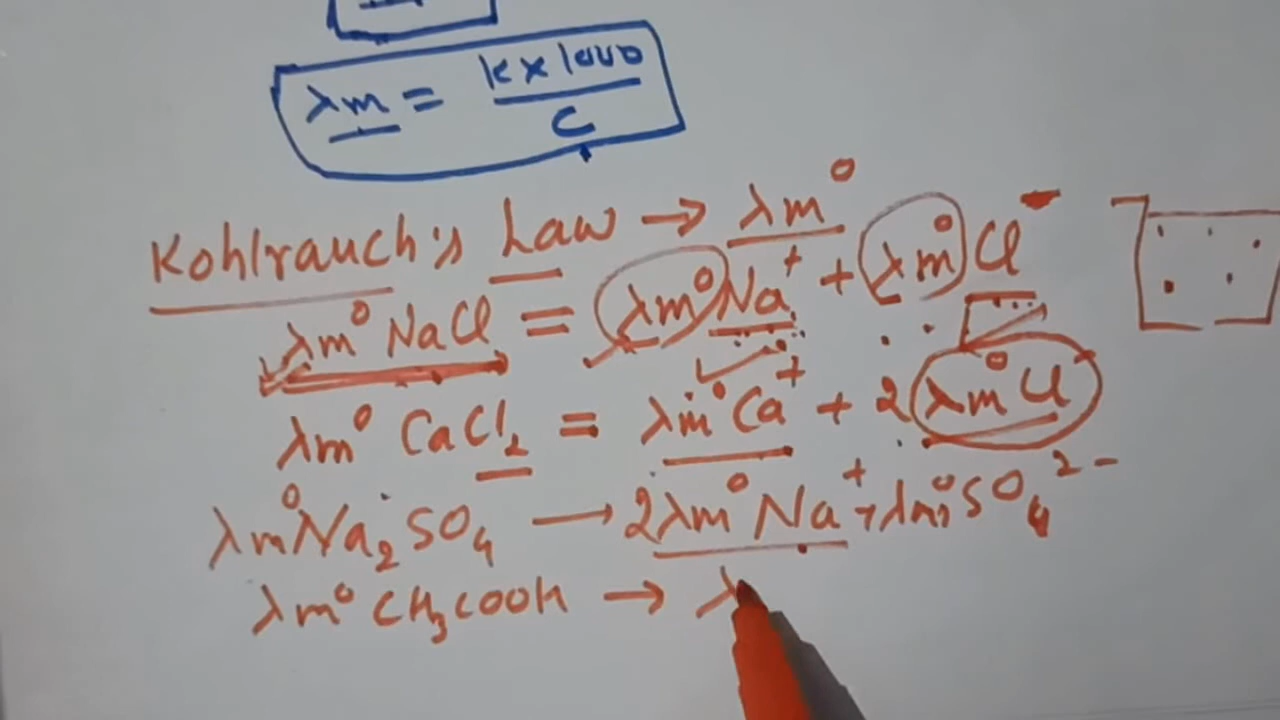 λm = K × 1000 / C
Kohlrauch's Law → λm°
λm° NaCl = λm° Na⁺ + λm° Cl⁻
λm° CaCl₂ = λm° Ca⁺ + 2 λm° Cl⁻
λm° Na₂SO₄ → 2λm° Na⁺ + λm° SO₄²⁻
λm° CH₃COOH → λ